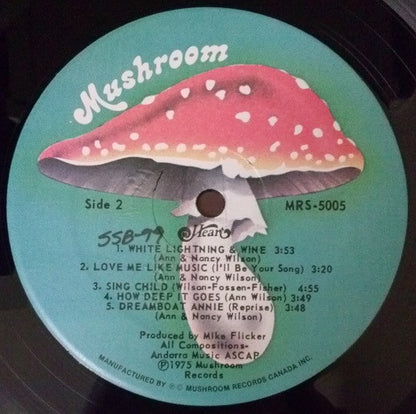 Mushroom
Side 2
MRS-5005
SSB-99
Heart
1. WHITE LIGHTNING & WINE 3:53
Ann & Nancy Wilson)
2. LOVE ME LIKE MUSIC (I'll Be Your Song) 3:20
(Ann & Nancy Wilson)
3. SING CHILD (Wilson-Fossen-Fisher) 4:55
4. HOW DEEP IT GOES (Ann Wilson) 3:49
5. DREAMBOAT ANNIE (Reprise) 3:48
(Ann & Nancy Wilson)
Produced by Mike Flicker
All Compositions-
Andorra Music ASCAP
Ⓟ1975 Mushroom
Records
MANUFACTURED BY Ⓟ © MUSHROOM RECORDS CANADA INC.